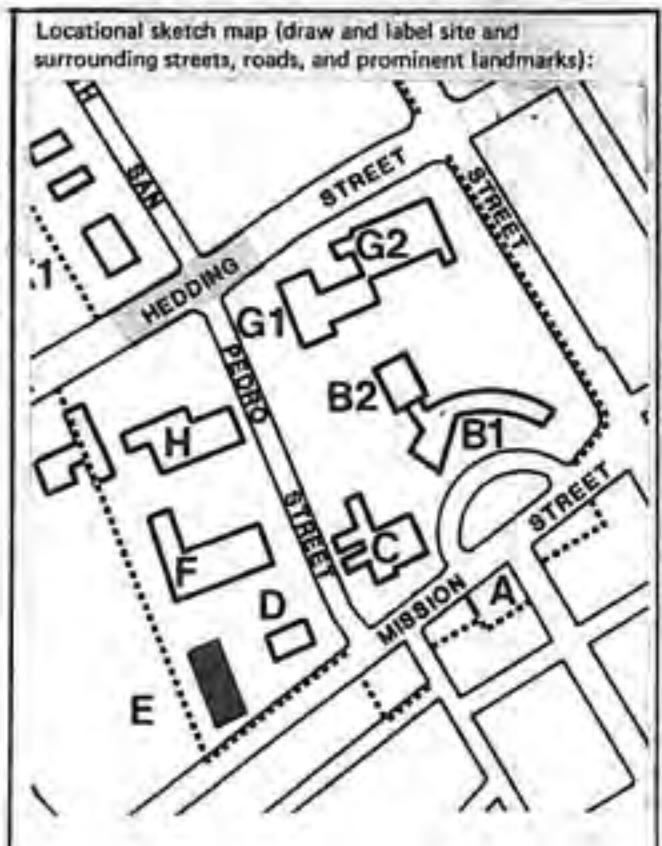 Locational sketch map (draw and label site and
surrounding streets, roads, and prominent landmarks):
SAN
STREET
STREET
HEDDING
G2
G1
PEDRO
B2
B1
H
STREET
STREET
C
F
D
A
MISSION
E